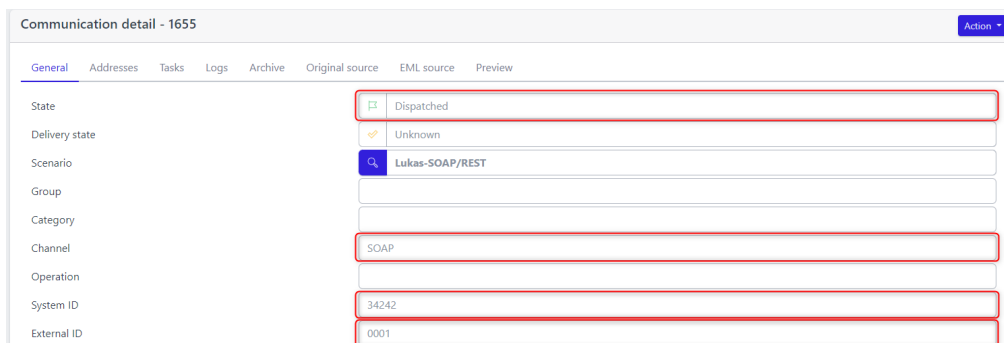 Communication detail - 1655
Action
General Addresses Tasks Logs Archive Original source EML source Preview
State Dispatched
Delivery state Unknown
Scenario Lukas-SOAP/REST
Group
Category
Channel SOAP
Operation
System ID 34242
External ID 0001